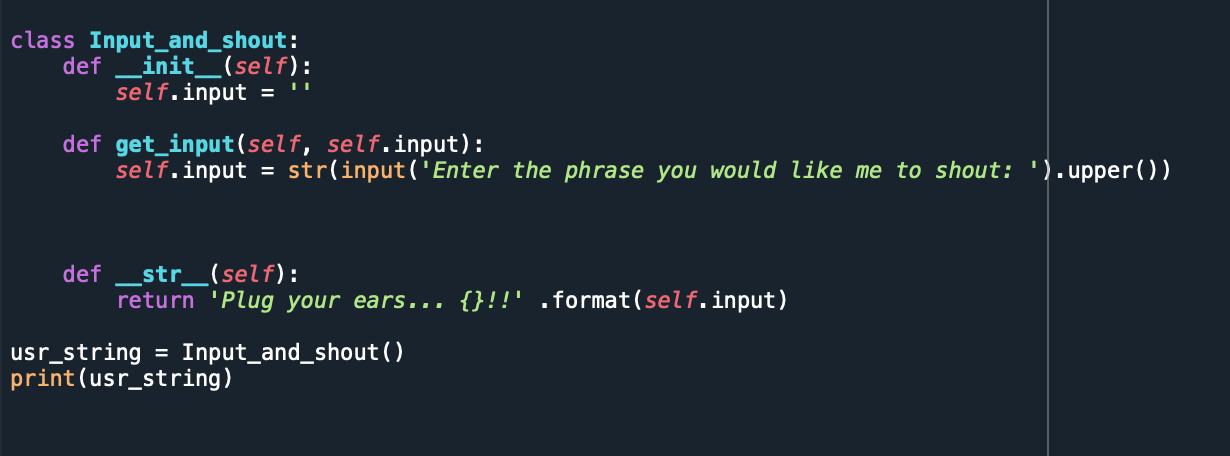 class Input_and_shout:
    def __init__(self):
        self.input = ''
    def get_input(self, self.input):
        self.input = str(input('Enter the phrase you would like me to shout: ').upper())
    def __str__(self):
        return 'Plug your ears... {}!!' .format(self.input)
usr_string = Input_and_shout()
print(usr_string)